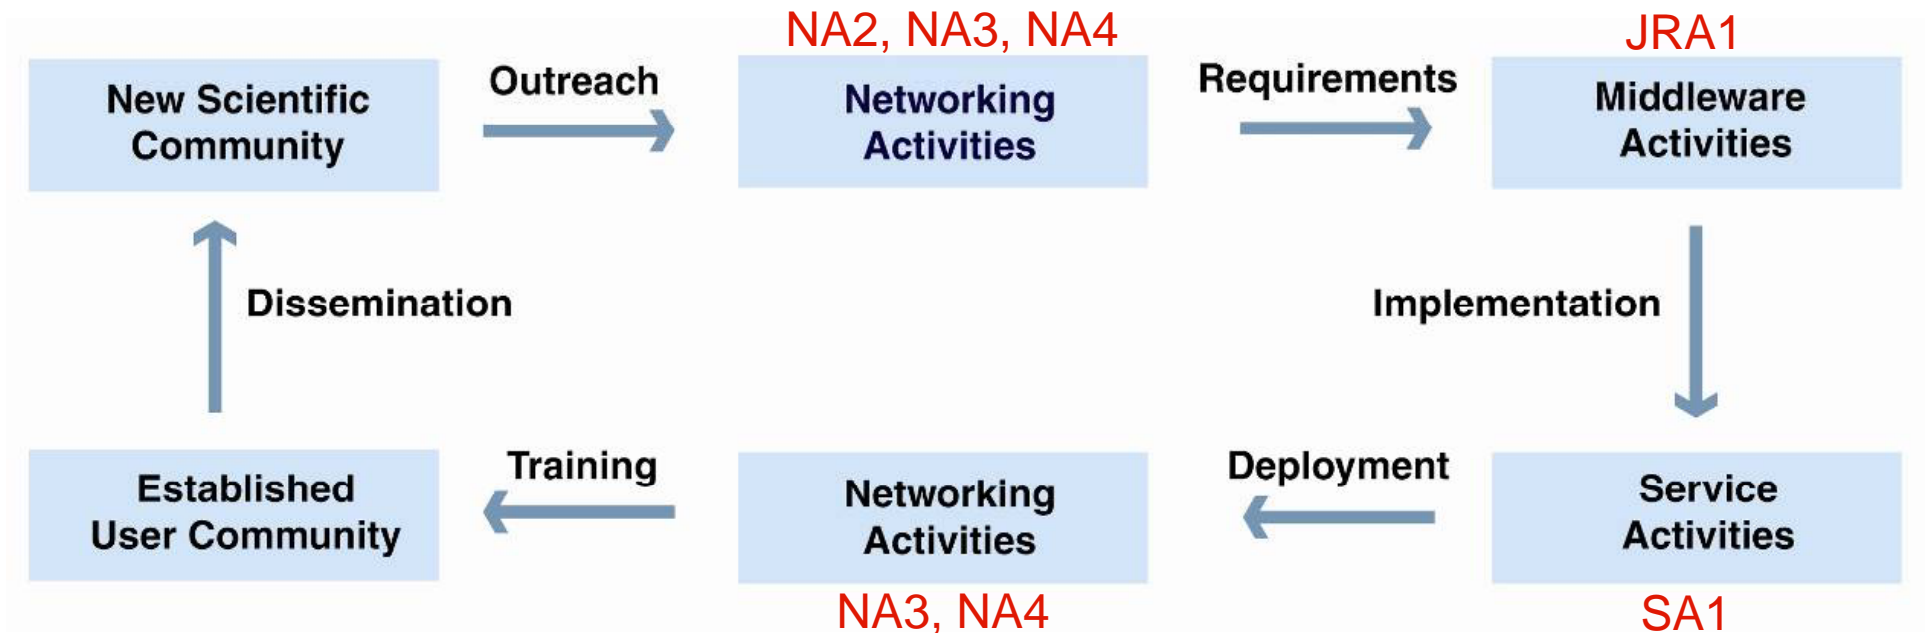 NA2, NA3, NA4
JRA1
New Scientific
Community
Outreach
Networking
Activities
Requirements
Middleware
Activities
Dissemination
Implementation
Established
User Community
Training
Networking
Activities
Deployment
Service
Activities
NA3, NA4
SA1